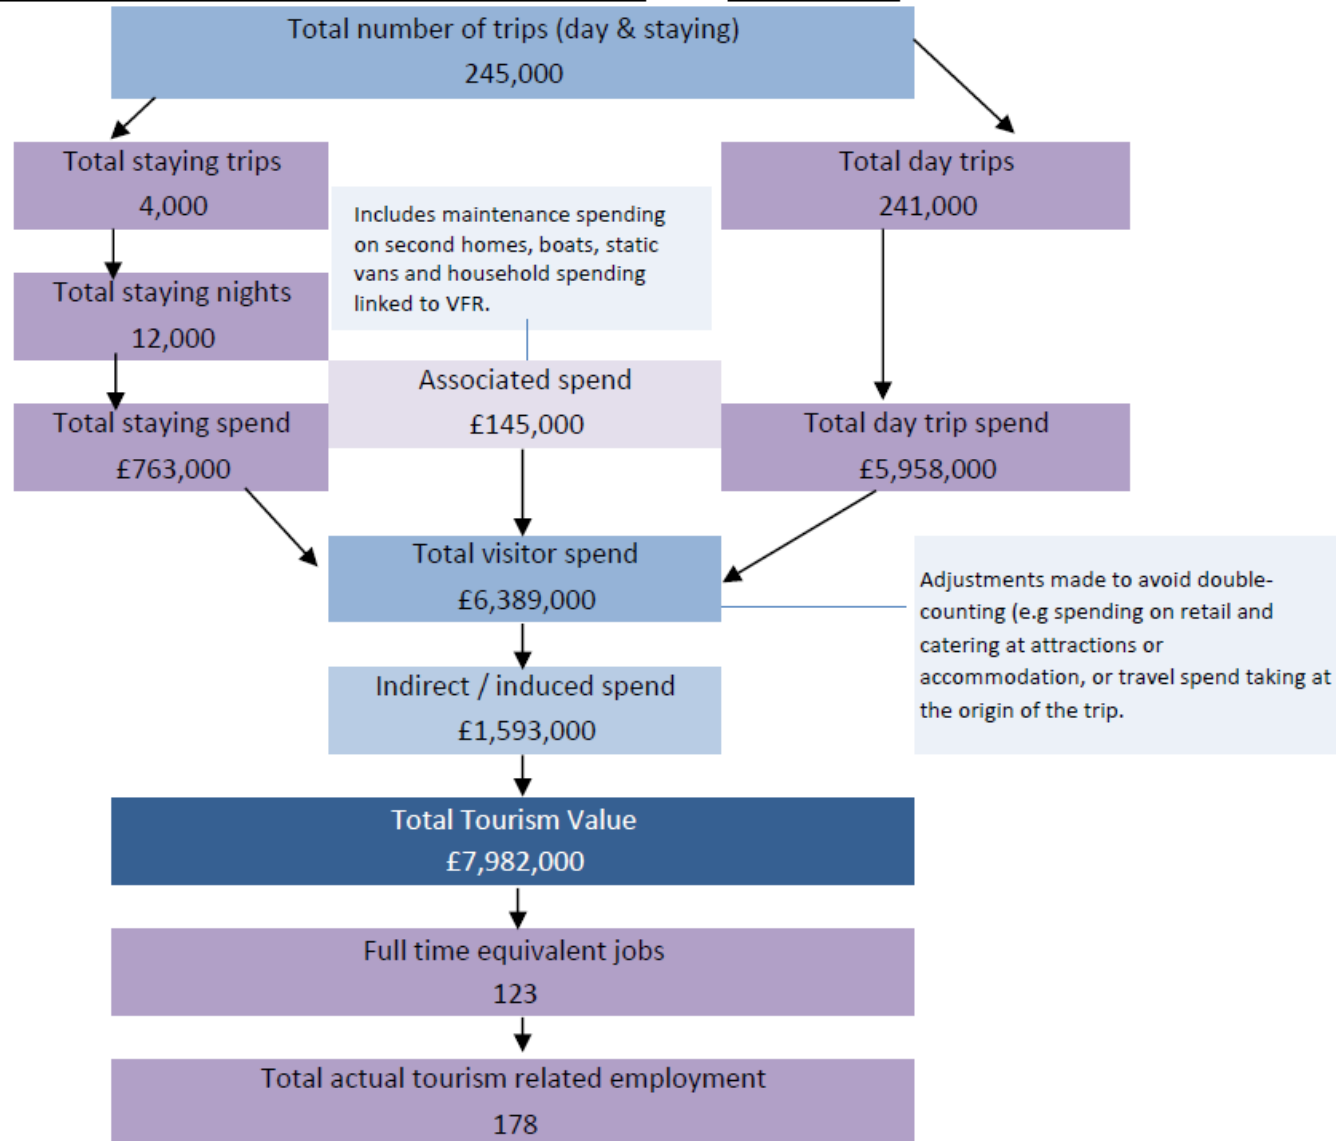 Total number of trips (day & staying)
245,000
Total staying trips
4,000
Total day trips
241,000
Includes maintenance spending
on second homes, boats, static
vans and household spending
linked to VFR.
Total staying nights
12,000
Associated spend
£145,000
Total staying spend
£763,000
Total day trip spend
£5,958,000
Total visitor spend
£6,389,000
Adjustments made to avoid double-
counting (e.g spending on retail and
catering at attractions or
accommodation, or travel spend taking at
the origin of the trip.
Indirect / induced spend
£1,593,000
Total Tourism Value
£7,982,000
Full time equivalent jobs
123
Total actual tourism related employment
178